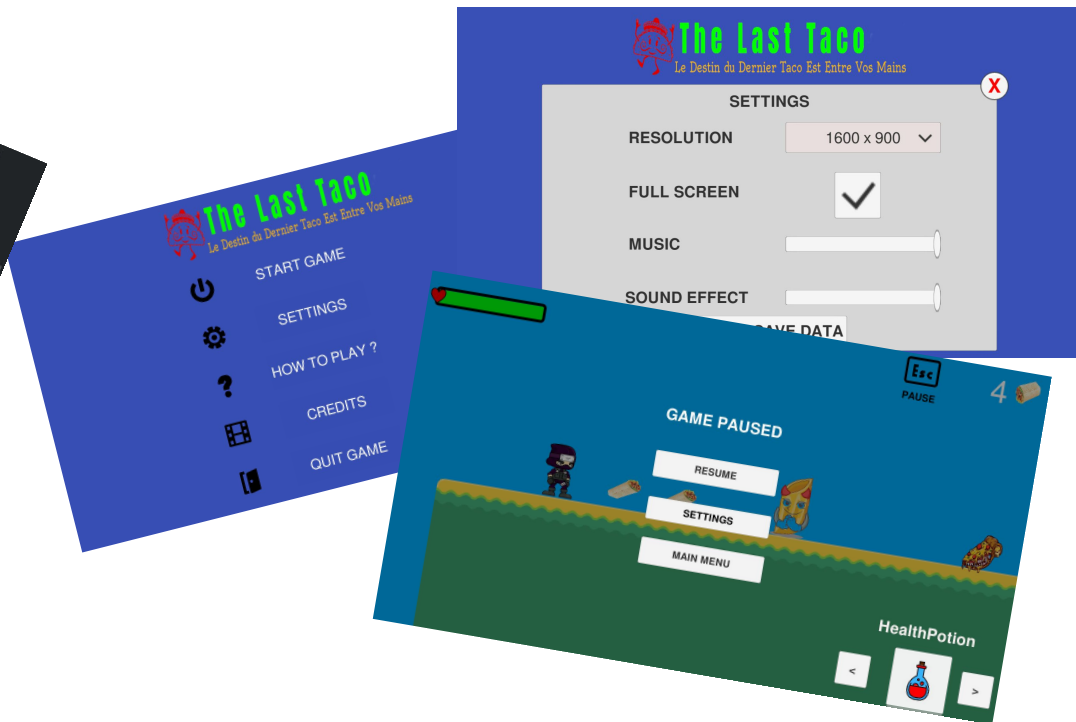 The Last Taco
Le Destin du Dernier Taco Est Entre Vos Mains
SETTINGS
X
RESOLUTION
1600 x 900
FULL SCREEN
MUSIC
SOUND EFFECT
SAVE DATA
The Last Taco
Le Destin du Dernier Taco Est Entre Vos Mains
START GAME
SETTINGS
HOW TO PLAY ?
CREDITS
QUIT GAME
Esc
PAUSE
4
GAME PAUSED
RESUME
SETTINGS
MAIN MENU
HealthPotion
<
>